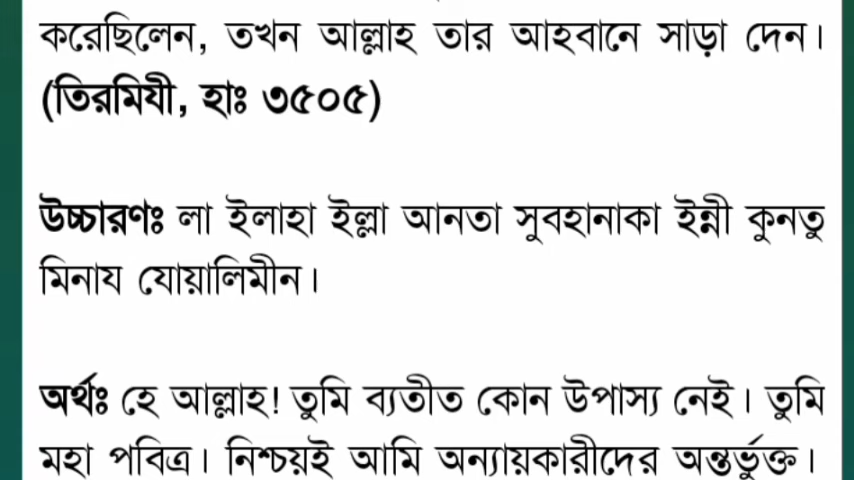 করেছিলেন, তখন আল্লাহ তার আহবানে সাড়া দেন।
(তিরমিযী, হাঃ ৩৫০৫)
উচ্চারণঃ লা ইলাহা ইল্লা আনতা সুবহানাকা ইন্নী কুনতু
মিনায যোয়ালিমীন।
অর্থঃ হে আল্লাহ! তুমি ব্যতীত কোন উপাস্য নেই। তুমি
মহা পবিত্র। নিশ্চয়ই আমি অন্যায়কারীদের অন্তর্ভুক্ত।